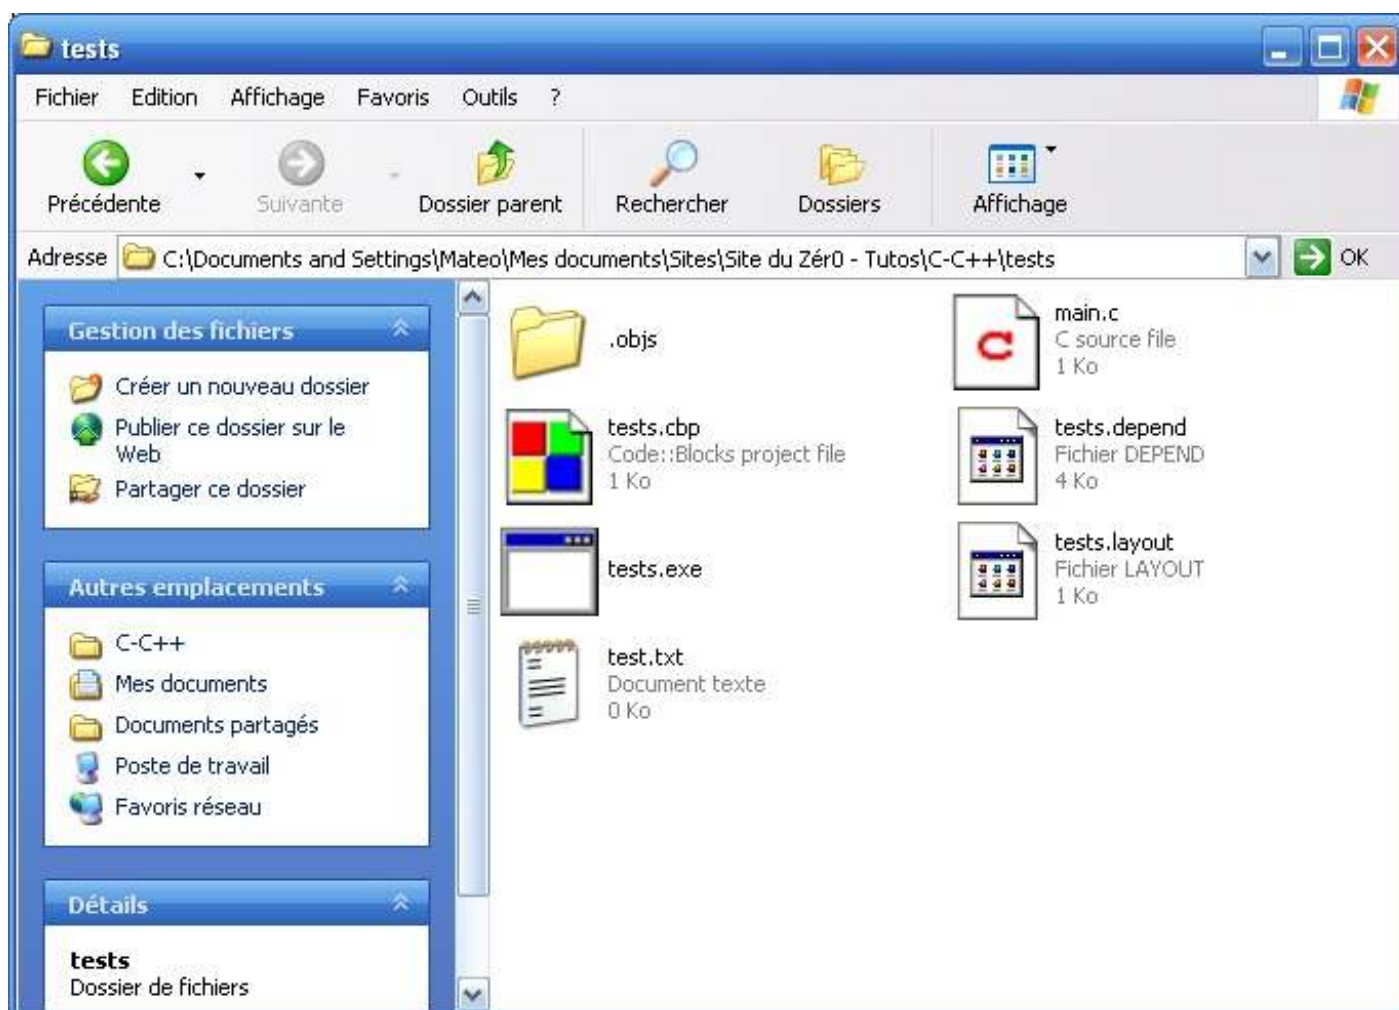 tests
Fichier Edition Affichage Favoris Outils ?
Précédente Suivante Dossier parent Rechercher Dossiers Affichage
Adresse C:\Documents and Settings\Mateo\Mes documents\Sites\Site du Zér0 - Tutos\C-C++\tests OK
Gestion des fichiers
Créer un nouveau dossier
Publier ce dossier sur le
Web
Partager ce dossier
Autres emplacements
C-C++
Mes documents
Documents partagés
Poste de travail
Favoris réseau
Détails
tests
Dossier de fichiers
.objs
main.c
C source file
1 Ko
tests.cbp
Code::Blocks project file
1 Ko
tests.depend
Fichier DEPEND
4 Ko
tests.exe
tests.layout
Fichier LAYOUT
1 Ko
test.txt
Document texte
0 Ko